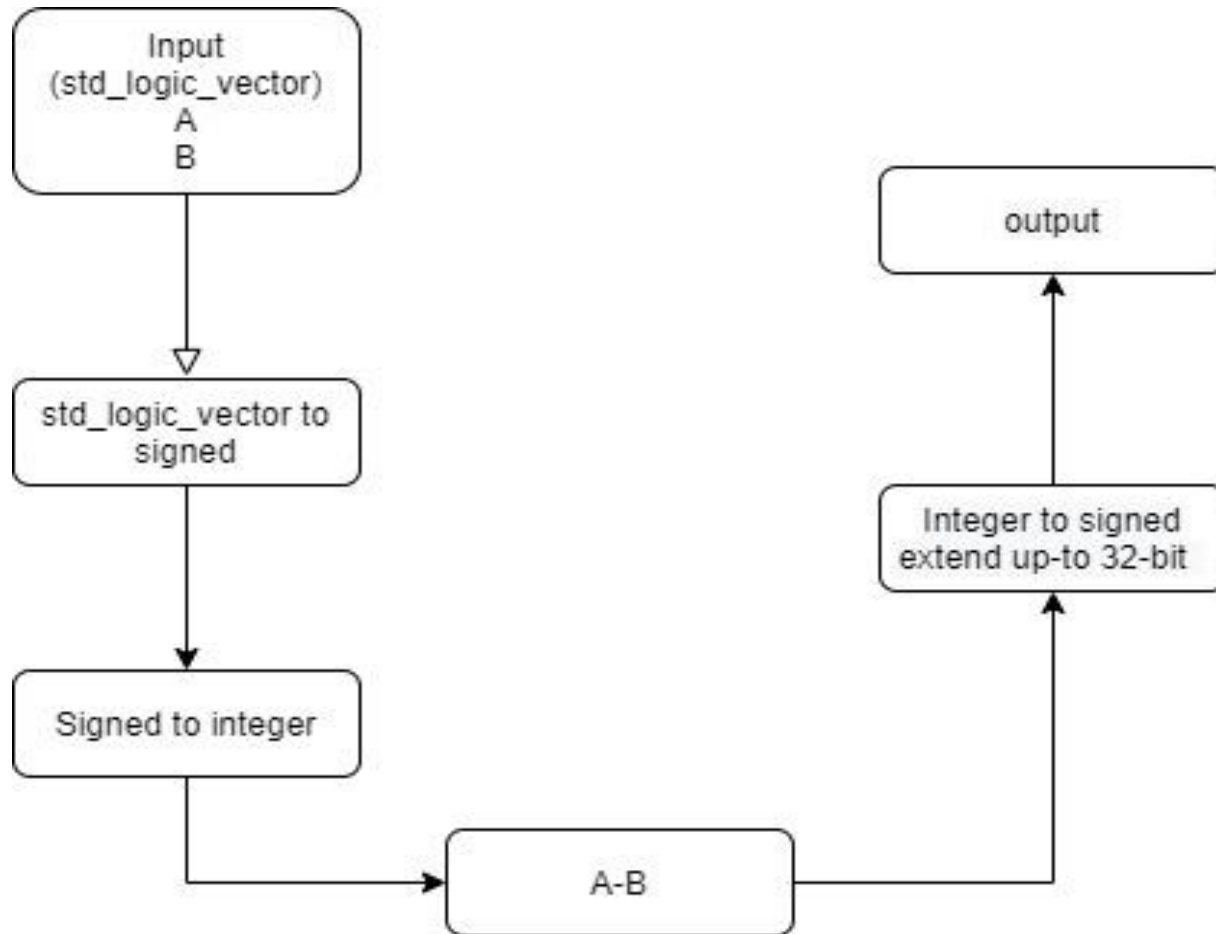 Input
(std_logic_vector)
A
B
std_logic_vector to
signed
Signed to integer
A-B
Integer to signed
extend up-to 32-bit
output